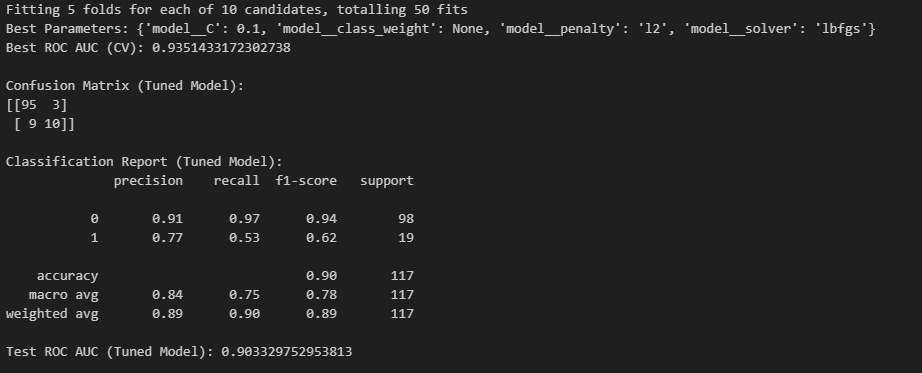 Fitting 5 folds for each of 10 candidates, totalling 50 fits
Best Parameters: {'model__C': 0.1, 'model__class_weight': None, 'model__penalty': 'l2', 'model__solver': 'lbfgs'}
Best ROC AUC (CV): 0.9351433172302738
Confusion Matrix (Tuned Model):
[[95  3]
 [ 9 10]]
Classification Report (Tuned Model):
              precision    recall  f1-score   support
           0       0.91      0.97      0.94        98
           1       0.77      0.53      0.62        19
    accuracy                           0.90       117
   macro avg       0.84      0.75      0.78       117
weighted avg       0.89      0.90      0.89       117
Test ROC AUC (Tuned Model): 0.903329752953813